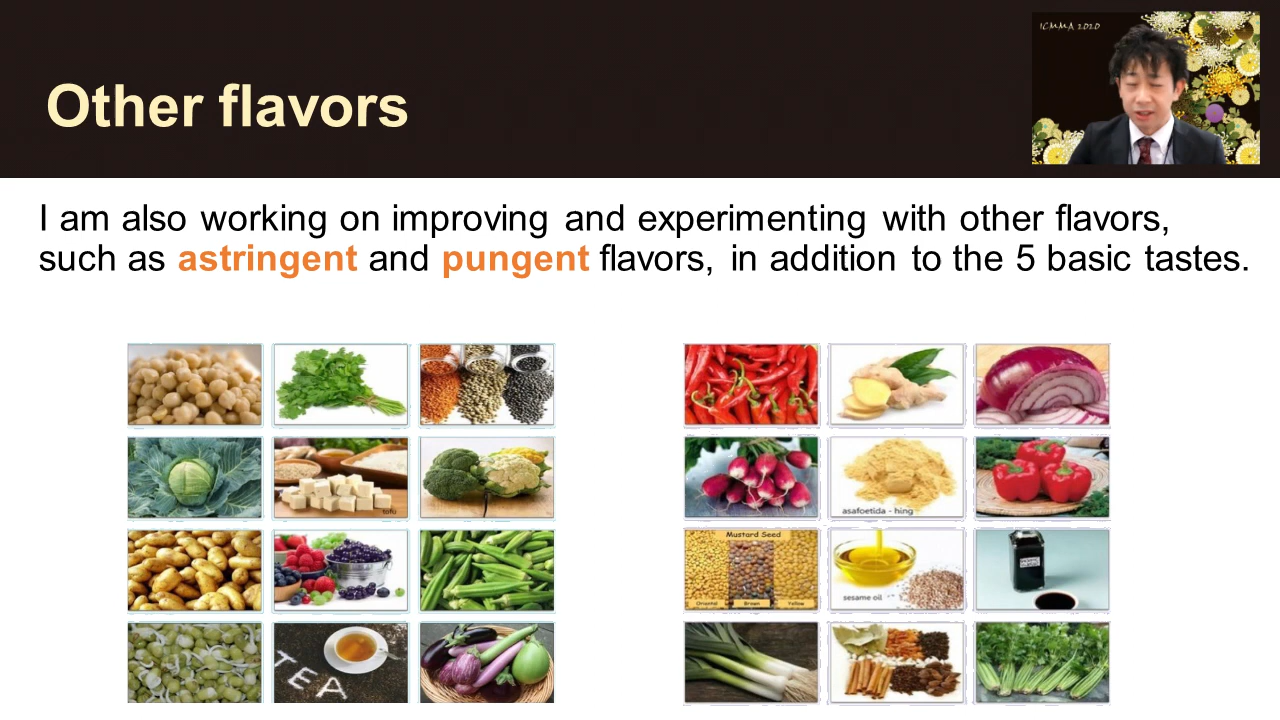 ICMMA 2020
Other flavors
I am also working on improving and experimenting with other flavors,
such as astringent and pungent flavors, in addition to the 5 basic tastes.
tofu
asafoetida - hing
Mustard Seed
Oriental Brown Yellow
sesame oil
TEA